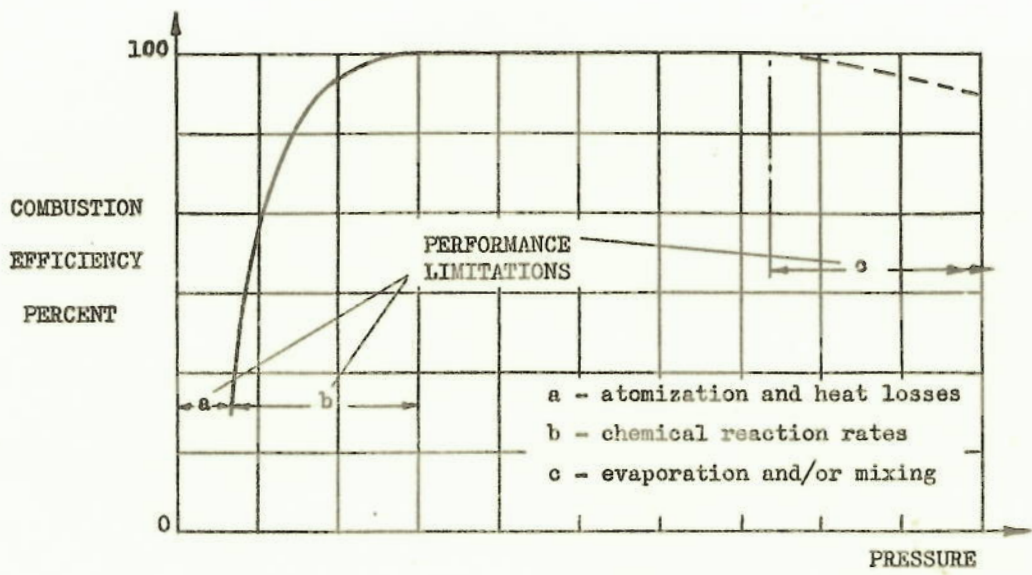 100
COMBUSTION
EFFICIENCY
PERCENT
PERFORMANCE
LIMITATIONS
c
a
b
a - atomization and heat losses
b - chemical reaction rates
c - evaporation and/or mixing
0
PRESSURE